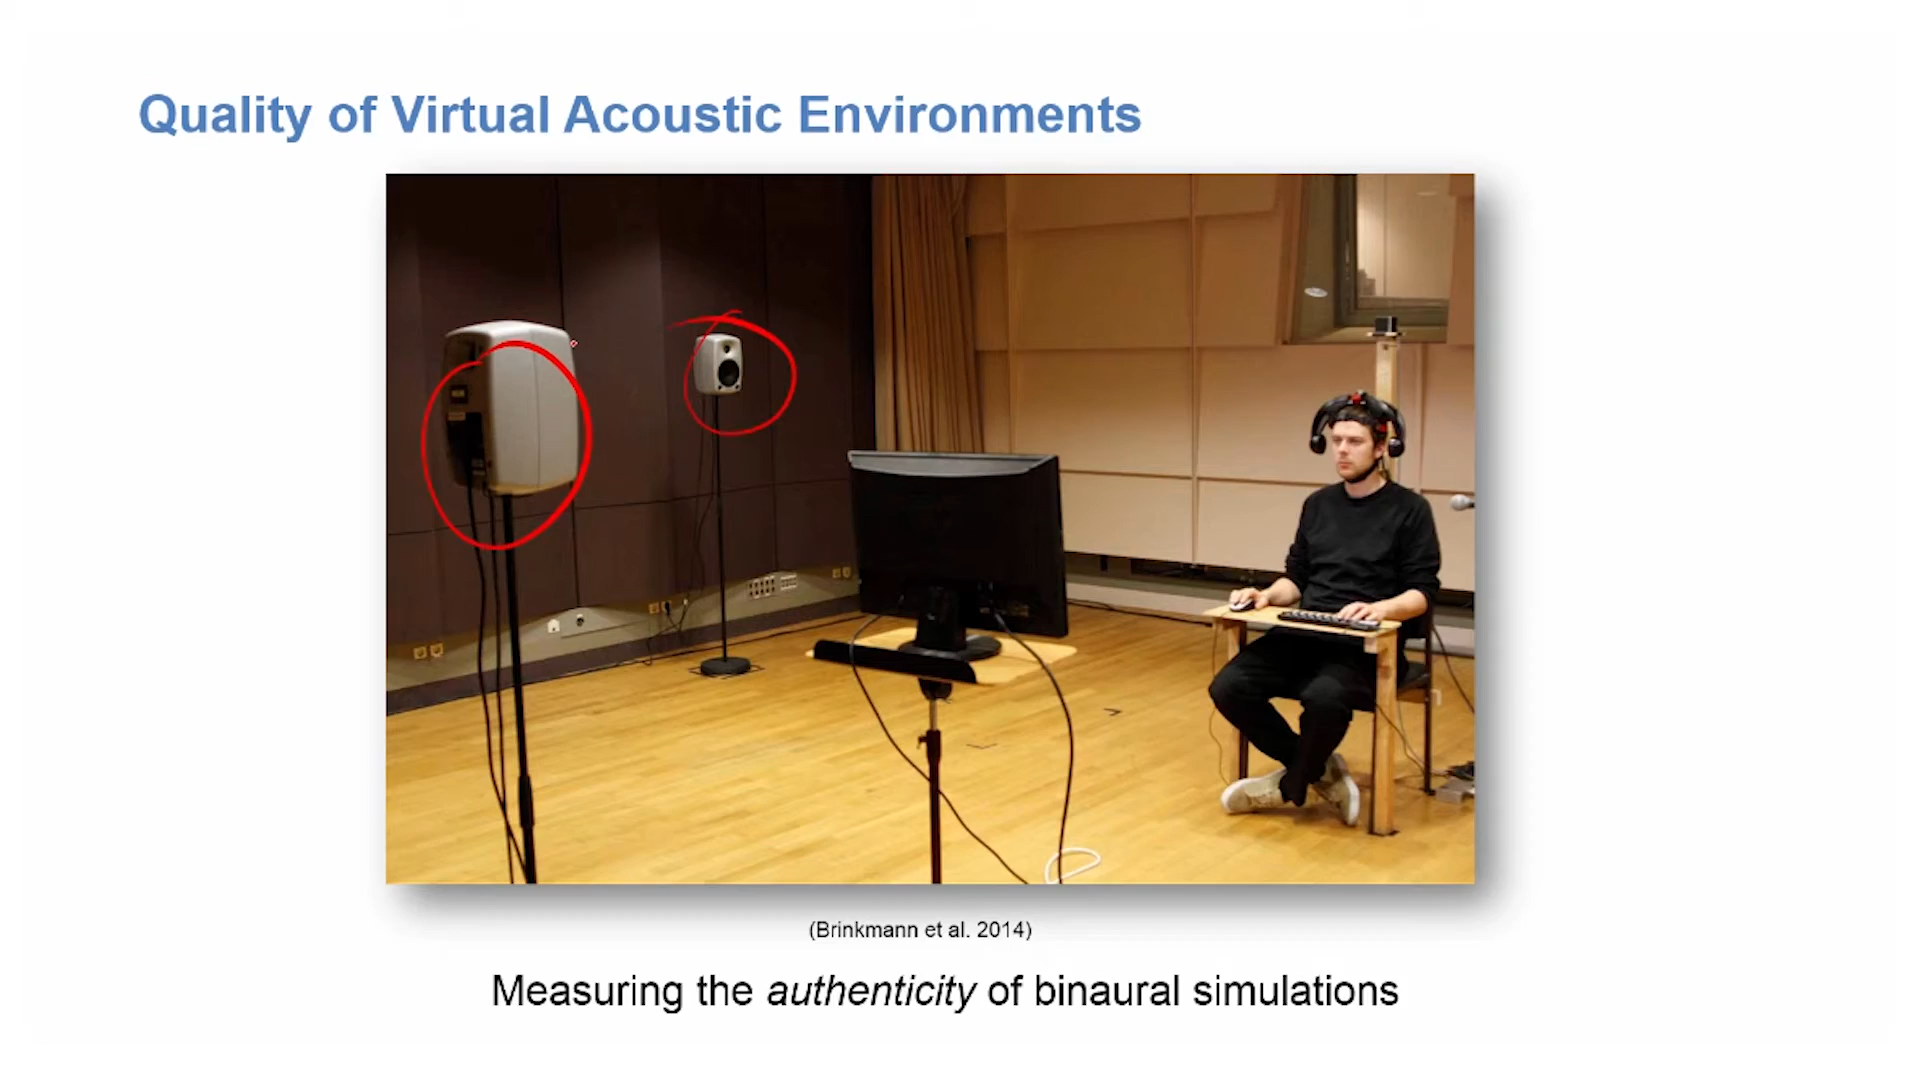 Quality of Virtual Acoustic Environments
(Brinkmann et al. 2014)
Measuring the authenticity of binaural simulations